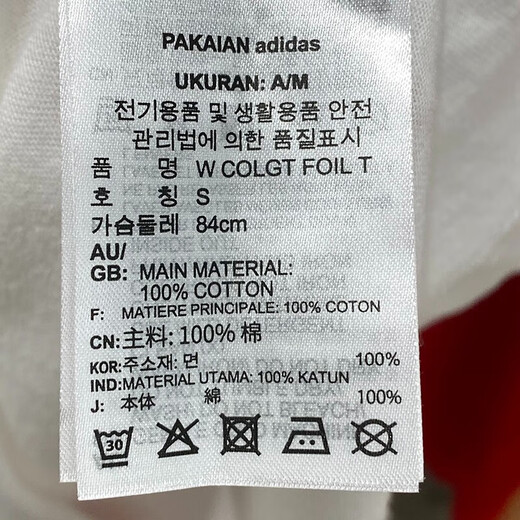 PAKAIAN adidas
UKURAN: A/M
전기용품 및 생활용품 안전
관리법에 의한 품질표시
품 명 W COLGT FOIL T
호 칭 S
가슴둘레 84cm
AU/
GB: MAIN MATERIAL:
100% COTTON
F: MATIERE PRINCIPALE: 100% COTON
CN: 主料: 100% 棉
KOR: 주소재: 면 100%
IND: MATERIAL UTAMA: 100% KATUN
J: 本体 綿 100%
30